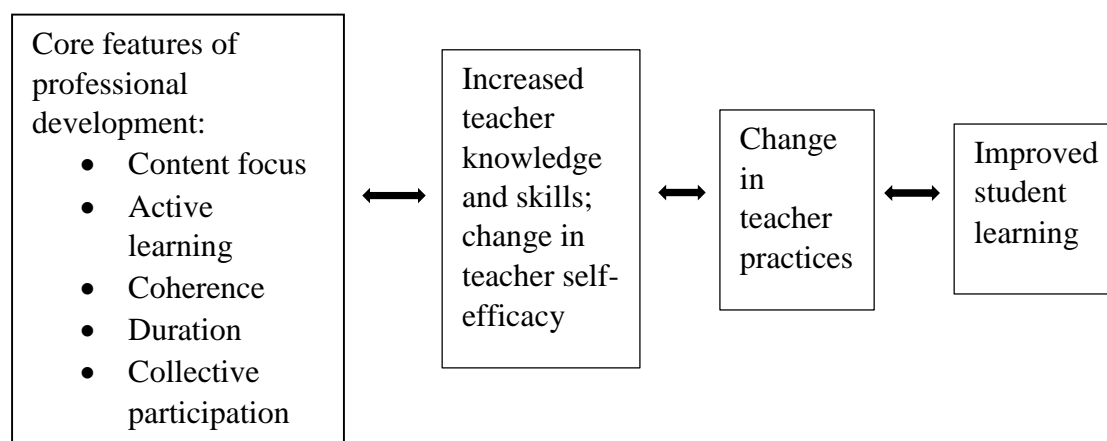 Core features of
professional
development:
• Content focus
• Active
learning
• Coherence
• Duration
• Collective
participation
Increased
teacher
knowledge
and skills;
change in
teacher self-
efficacy
Change
in
teacher
practices
Improved
student
learning